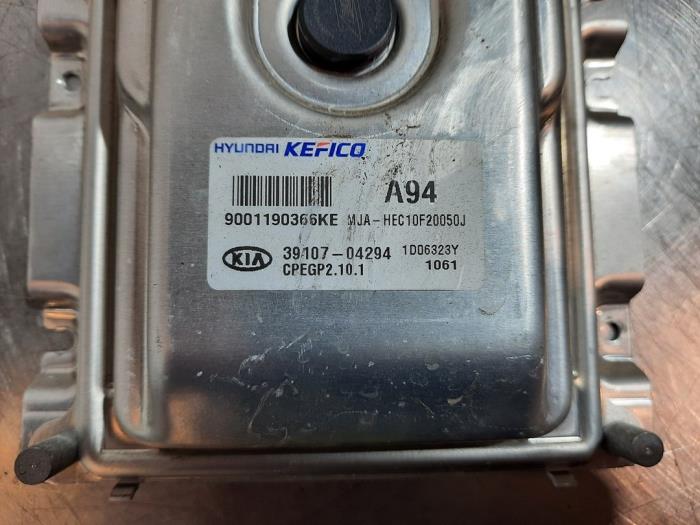 HYUNDAI KEFICO
A94
9001190366KE MJA-HEC10F20050J
KIA 39107-04294 1D06323Y
CPEGP2.10.1 1061